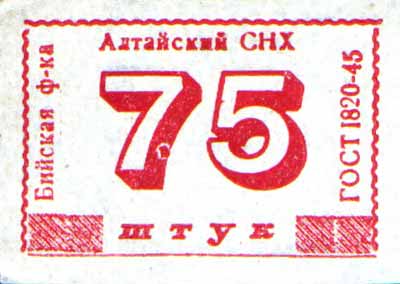 Алтайский СНХ
Бийская ф-ка
75
ГОСТ 1820-45
штук